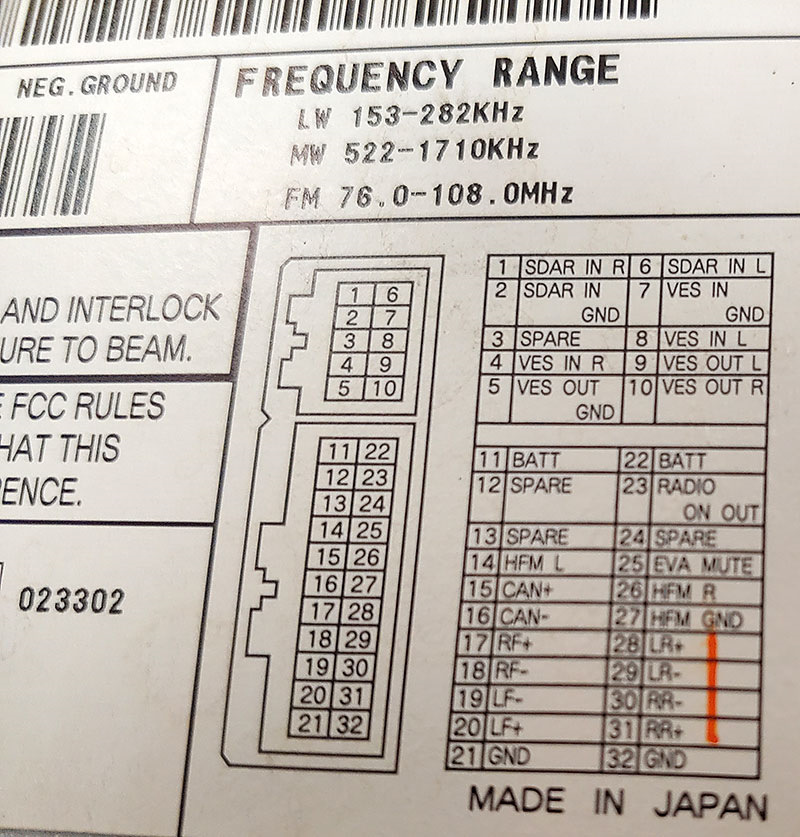 NEG. GROUND
FREQUENCY RANGE
LW 153-282KHz
MW 522-1710KHz
FM 76.0-108.0MHz
AND INTERLOCK
URE TO BEAM.
FCC RULES
HAT THIS
ENCE.
023302
1 6
2 7
3 8
4 9
5 10
11 22
12 23
13 24
14 25
15 26
16 27
17 28
18 29
19 30
20 31
21 32
1 SDAR IN R 6 SDAR IN L
2 SDAR IN 7 VES IN
GND GND
3 SPARE 8 VES IN L
4 VES IN R 9 VES OUT L
5 VES OUT 10 VES OUT R
GND
11 BATT 22 BATT
12 SPARE 23 RADIO
ON OUT
13 SPARE 24 SPARE
14 HFM L 25 EVA MUTE
15 CAN+ 26 HFM R
16 CAN- 27 HFM GND
17 RF+ 28 LR+
18 RF- 29 LR-
19 LF- 30 RR-
20 LF+ 31 RR+
21 GND 32 GND
MADE IN JAPAN